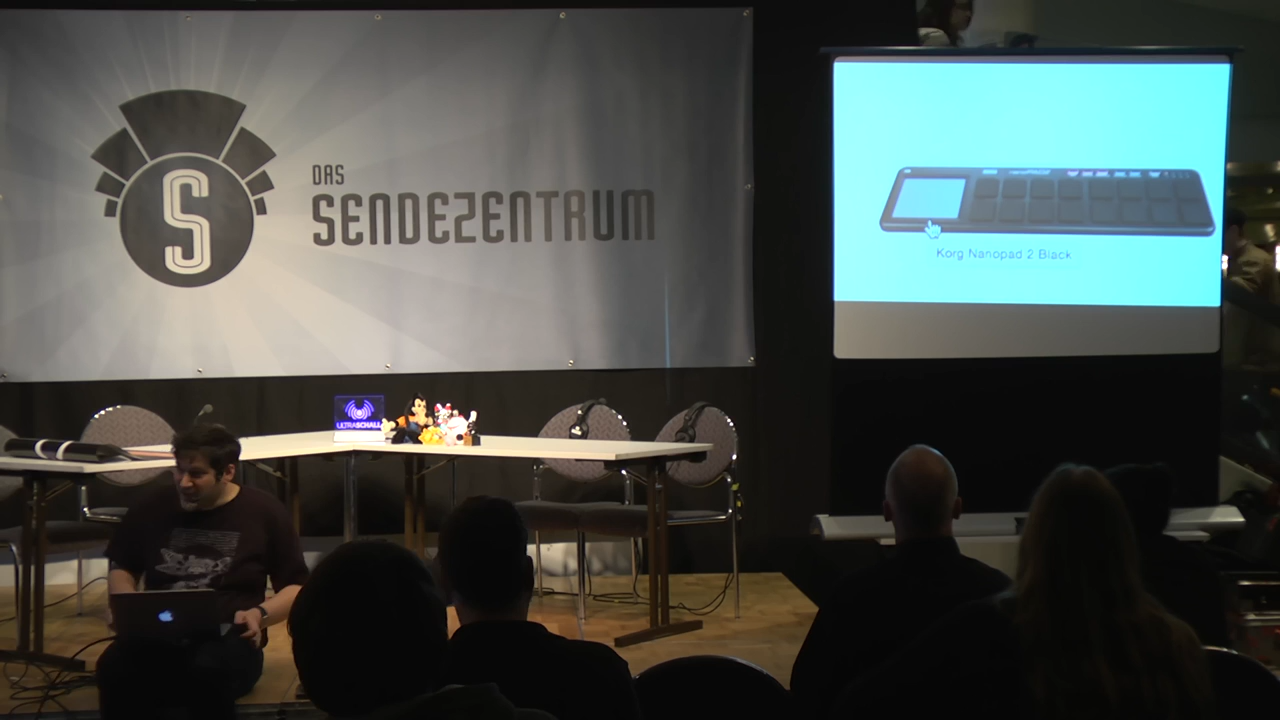 S
DAS
SENDEZENTRUM
Korg Nanopad 2 Black
ULTRASCHALL